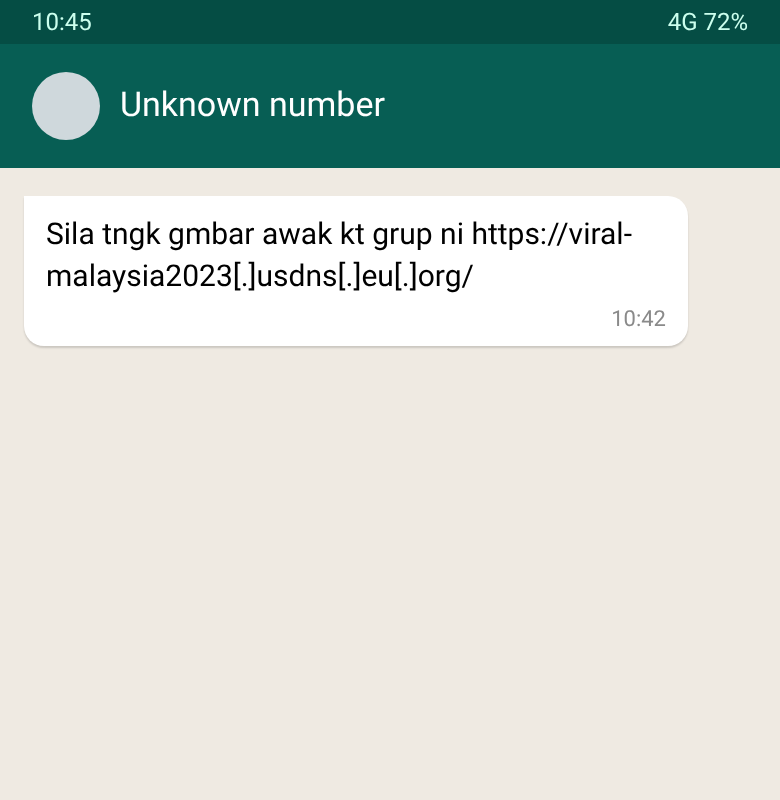 10:45
4G 72%
Unknown number
Sila tngk gmbar awak kt grup ni https://viral-
malaysia2023[.]usdns[.]eu[.]org/
10:42